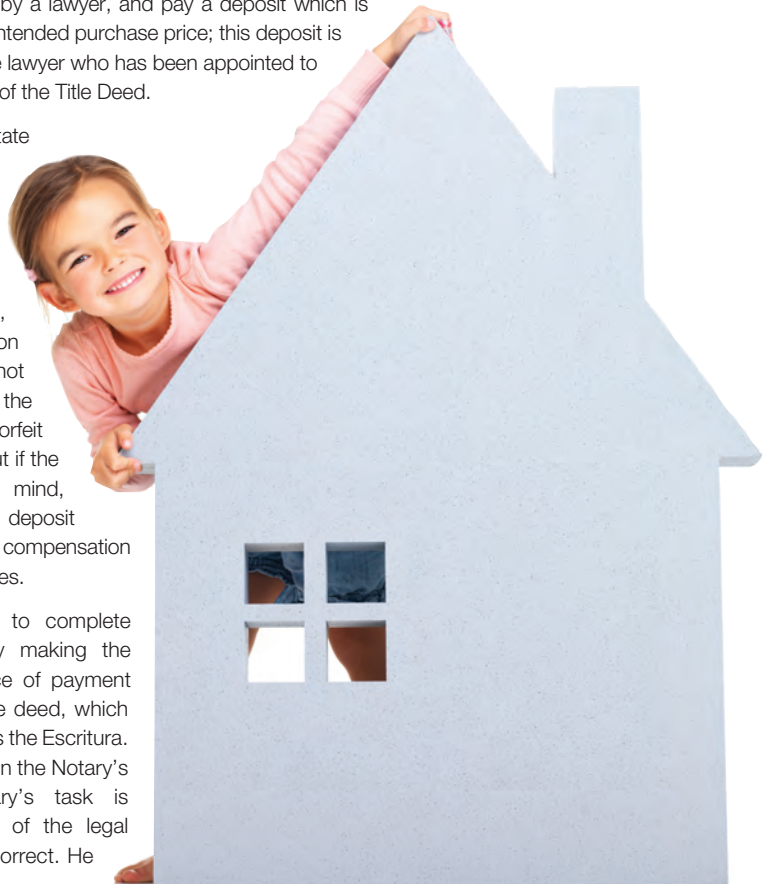 by a lawyer, and pay a deposit which is
ntended purchase price; this deposit is
lawyer who has been appointed to
of the Title Deed.
tate
on
not
the
orfeit
ut if the
mind,
deposit
compensation
es.
to complete
making the
ce of payment
e deed, which
s the Escritura.
n the Notary's
ary's task is
of the legal
orrect. He